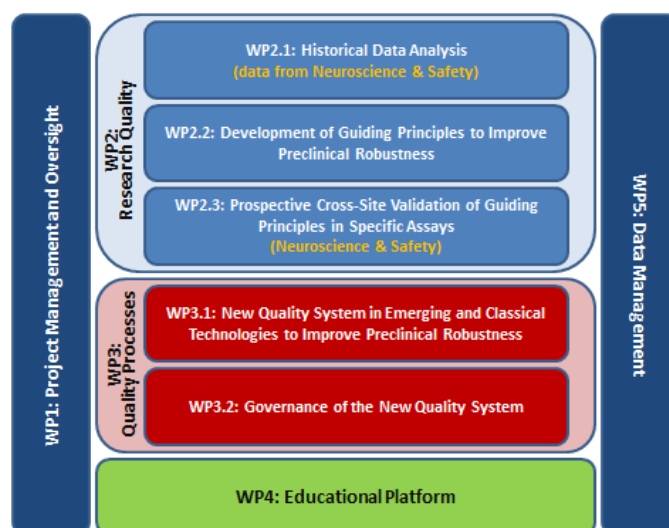 WP1: Project Management and Oversight
WP2:
Research Quality
WP2.1: Historical Data Analysis
(data from Neuroscience & Safety)
WP2.2: Development of Guiding Principles to Improve
Preclinical Robustness
WP2.3: Prospective Cross-Site Validation of Guiding
Principles in Specific Assays
(Neuroscience & Safety)
WP3:
Quality Processes
WP3.1: New Quality System in Emerging and Classical
Technologies to Improve Preclinical Robustness
WP3.2: Governance of the New Quality System
WP4: Educational Platform
WP5: Data Management